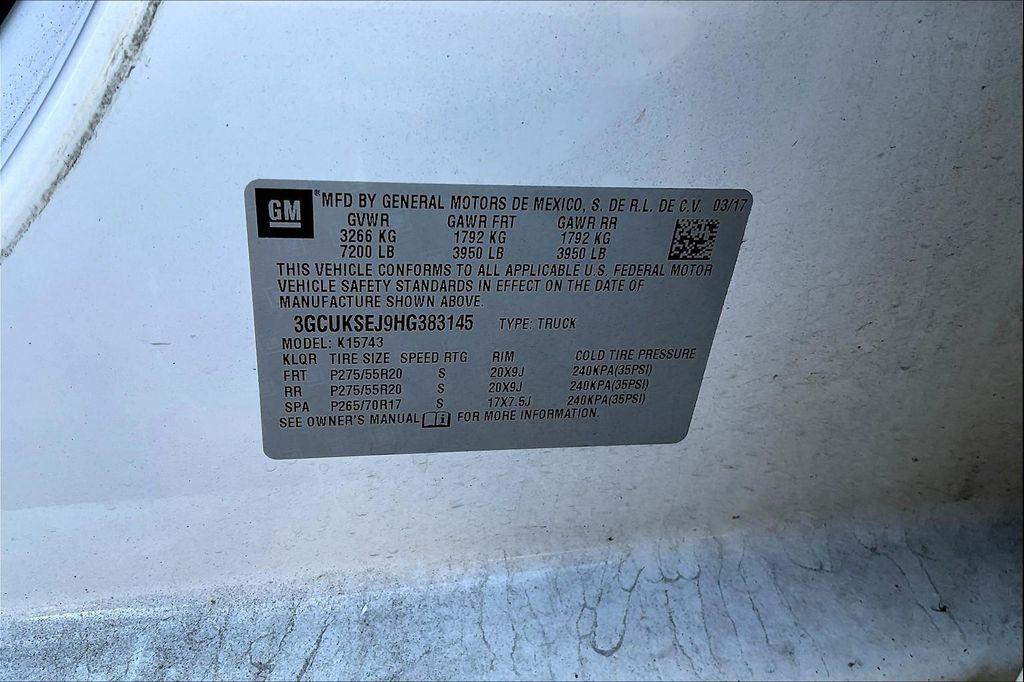 GM® MFD BY GENERAL MOTORS DE MEXICO, S. DE R.L. DE C.V. 03/17
GVWR GAWR FRT GAWR RR
3266 KG 1792 KG 1792 KG
7200 LB 3950 LB 3950 LB
THIS VEHICLE CONFORMS TO ALL APPLICABLE U.S. FEDERAL MOTOR
VEHICLE SAFETY STANDARDS IN EFFECT ON THE DATE OF
MANUFACTURE SHOWN ABOVE.
3GCUKSEJ9HG383145 TYPE: TRUCK
MODEL: K15743
KLQR TIRE SIZE SPEED RTG RIM COLD TIRE PRESSURE
FRT P275/55R20 S 20X9J 240KPA(35PSI)
RR P275/55R20 S 20X9J 240KPA(35PSI)
SPA P265/70R17 S 17X7.5J 240KPA(35PSI)
SEE OWNER'S MANUAL i FOR MORE INFORMATION.